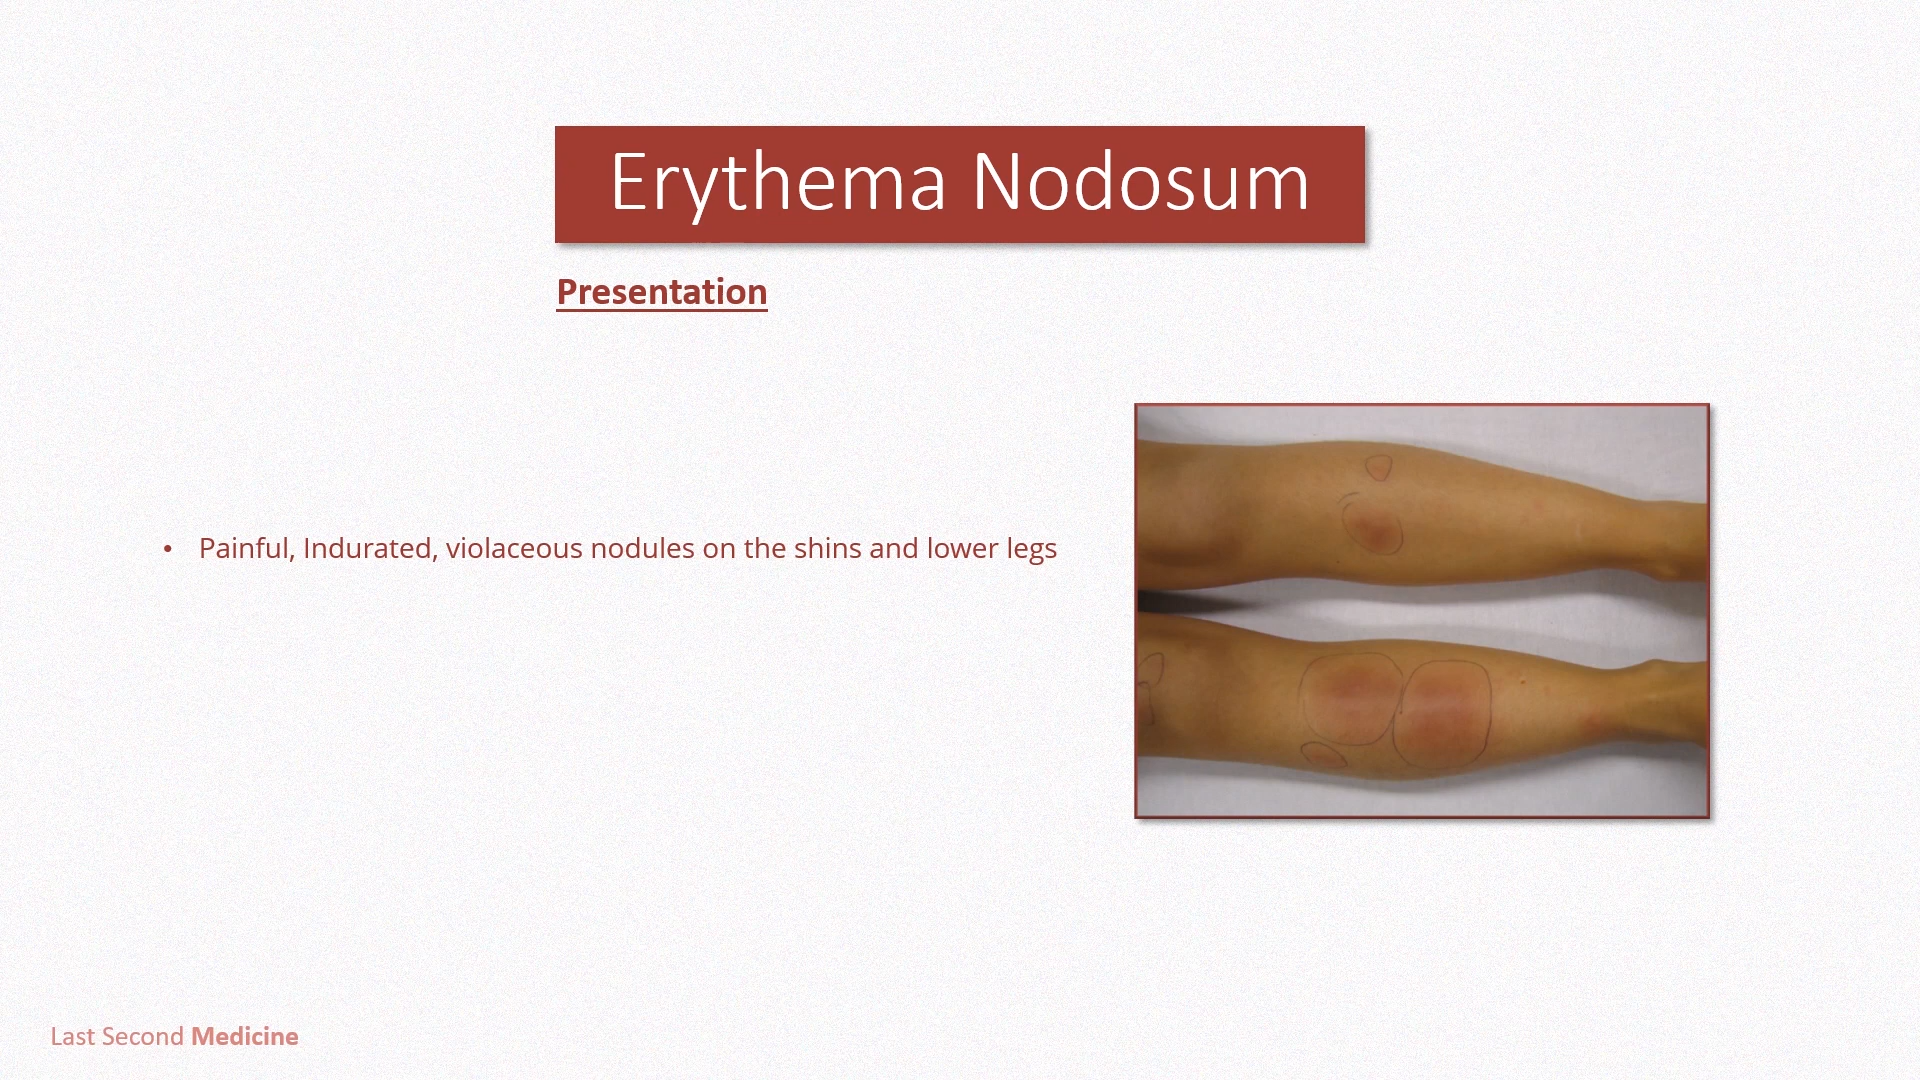 Erythema Nodosum
Presentation
• Painful, Indurated, violaceous nodules on the shins and lower legs
Last Second Medicine